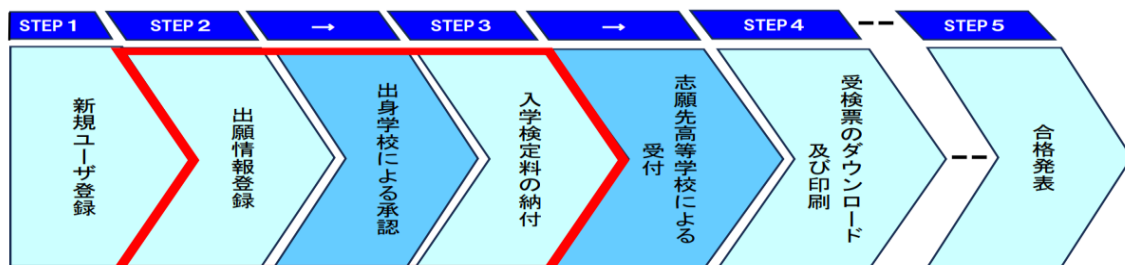 STEP 1
STEP 2
→
STEP 3
→
STEP 4
STEP 5
新規ユーザ登録
出願情報登録
出身学校による承認
入学検定料の納付
志願先高等学校による
受付
受検票のダウンロード
及び印刷
合格発表